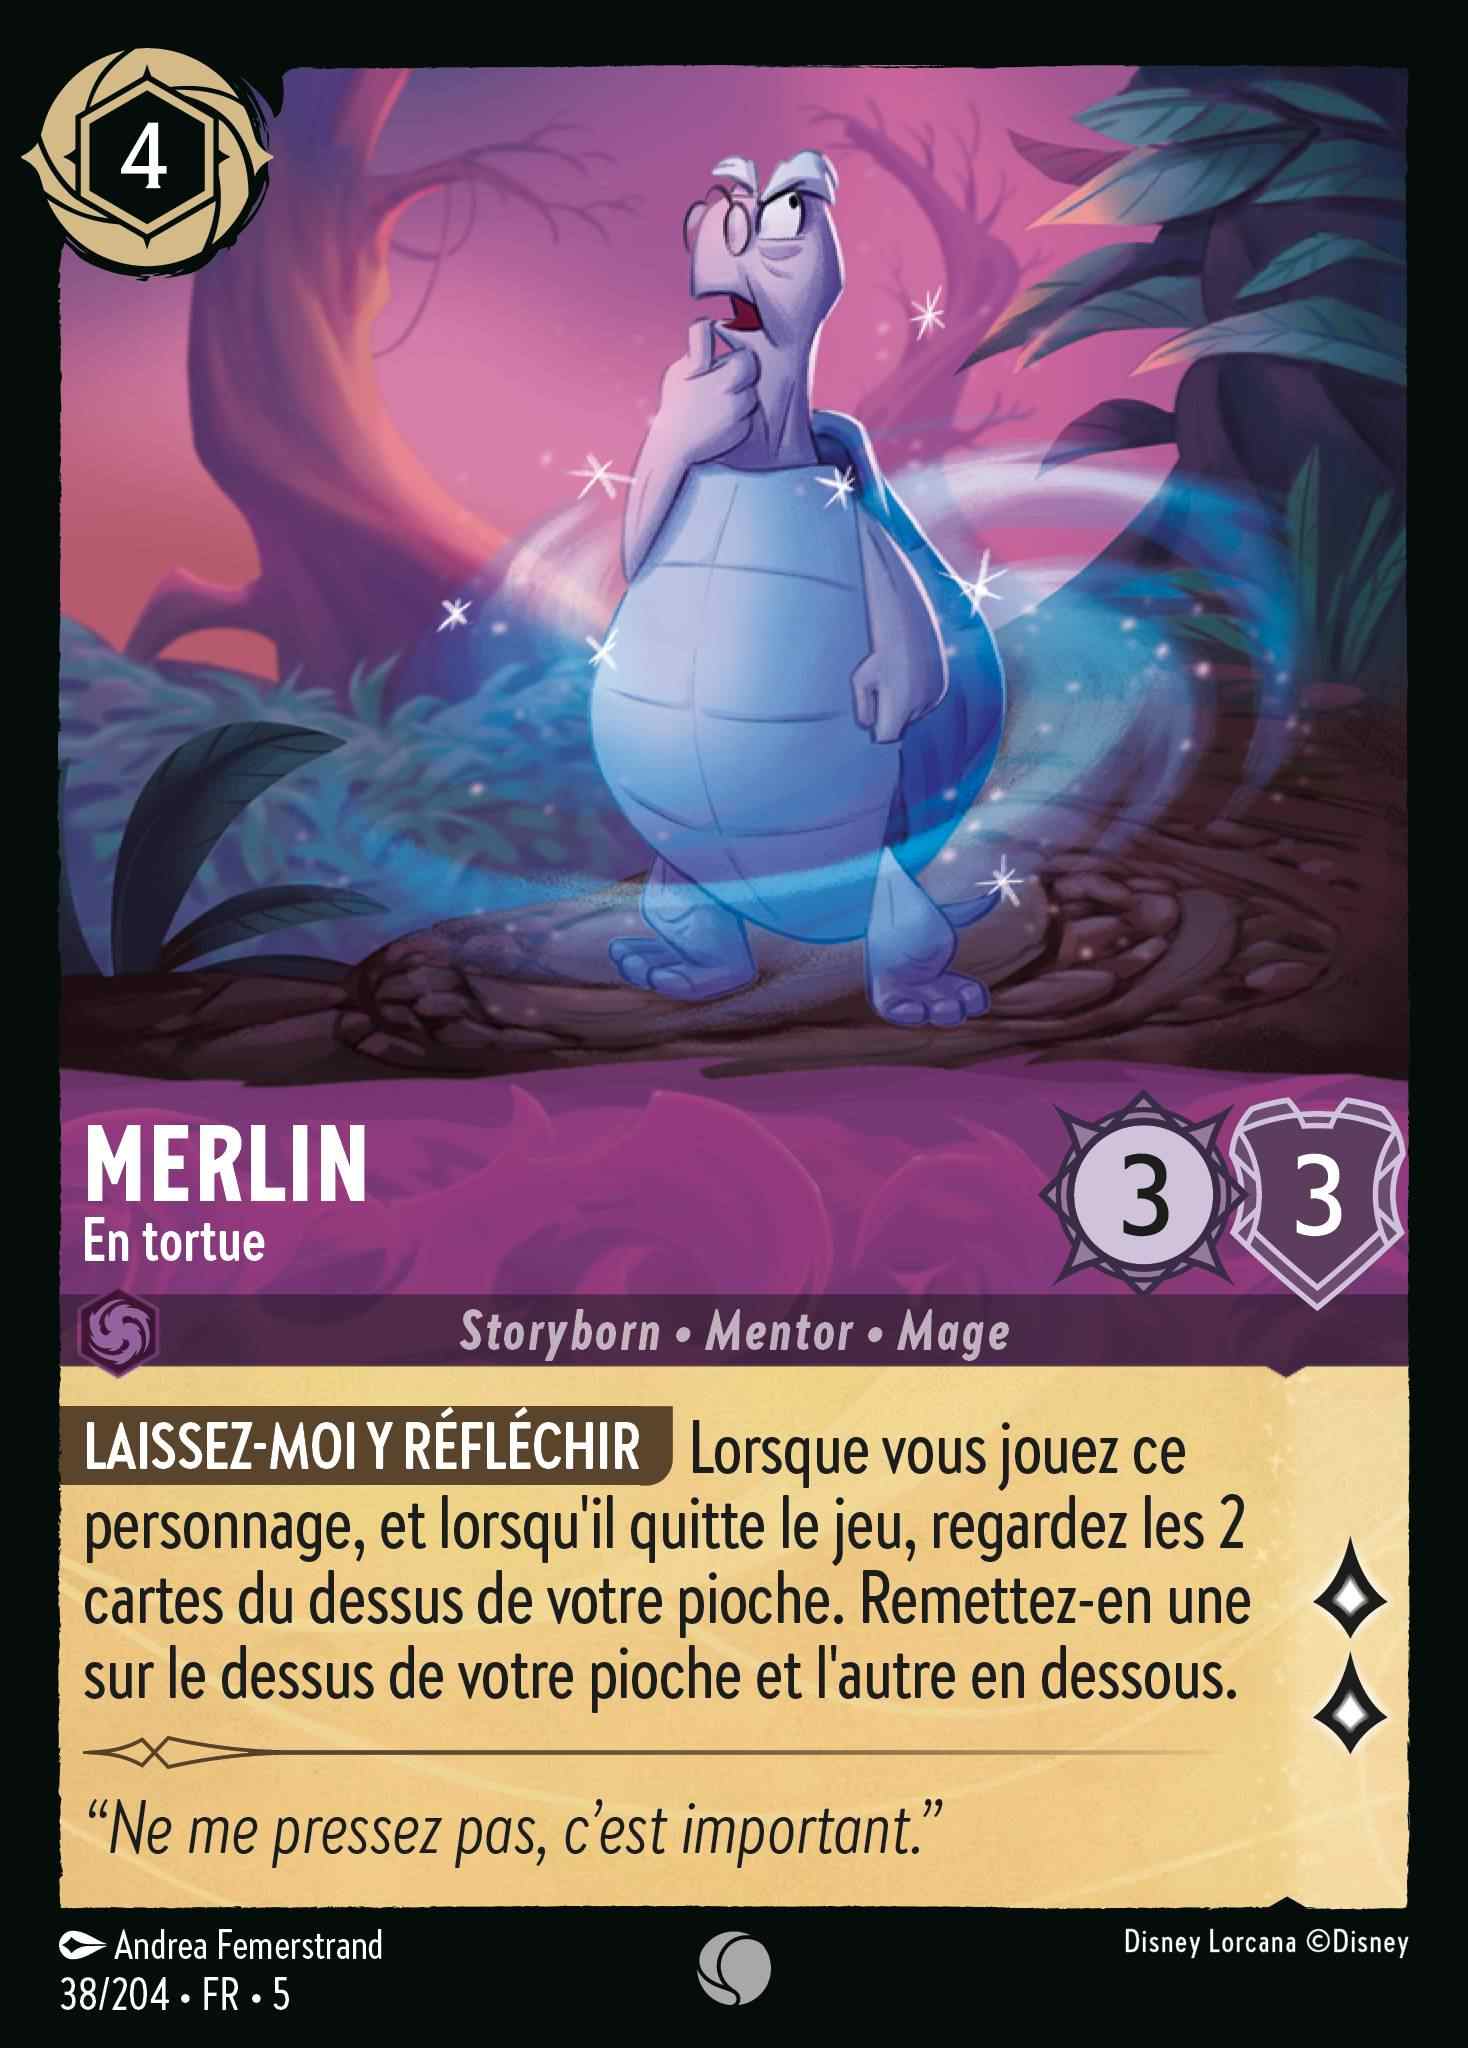 4
MERLIN
En tortue
3
3
Storyborn • Mentor • Mage
LAISSEZ-MOI Y RÉFLÉCHIR Lorsque vous jouez ce
personnage, et lorsqu'il quitte le jeu, regardez les 2
cartes du dessus de votre pioche. Remettez-en une
sur le dessus de votre pioche et l'autre en dessous.
“Ne me pressez pas, c’est important.”
Andrea Femerstrand
38/204 • FR • 5
Disney Lorcana ©Disney